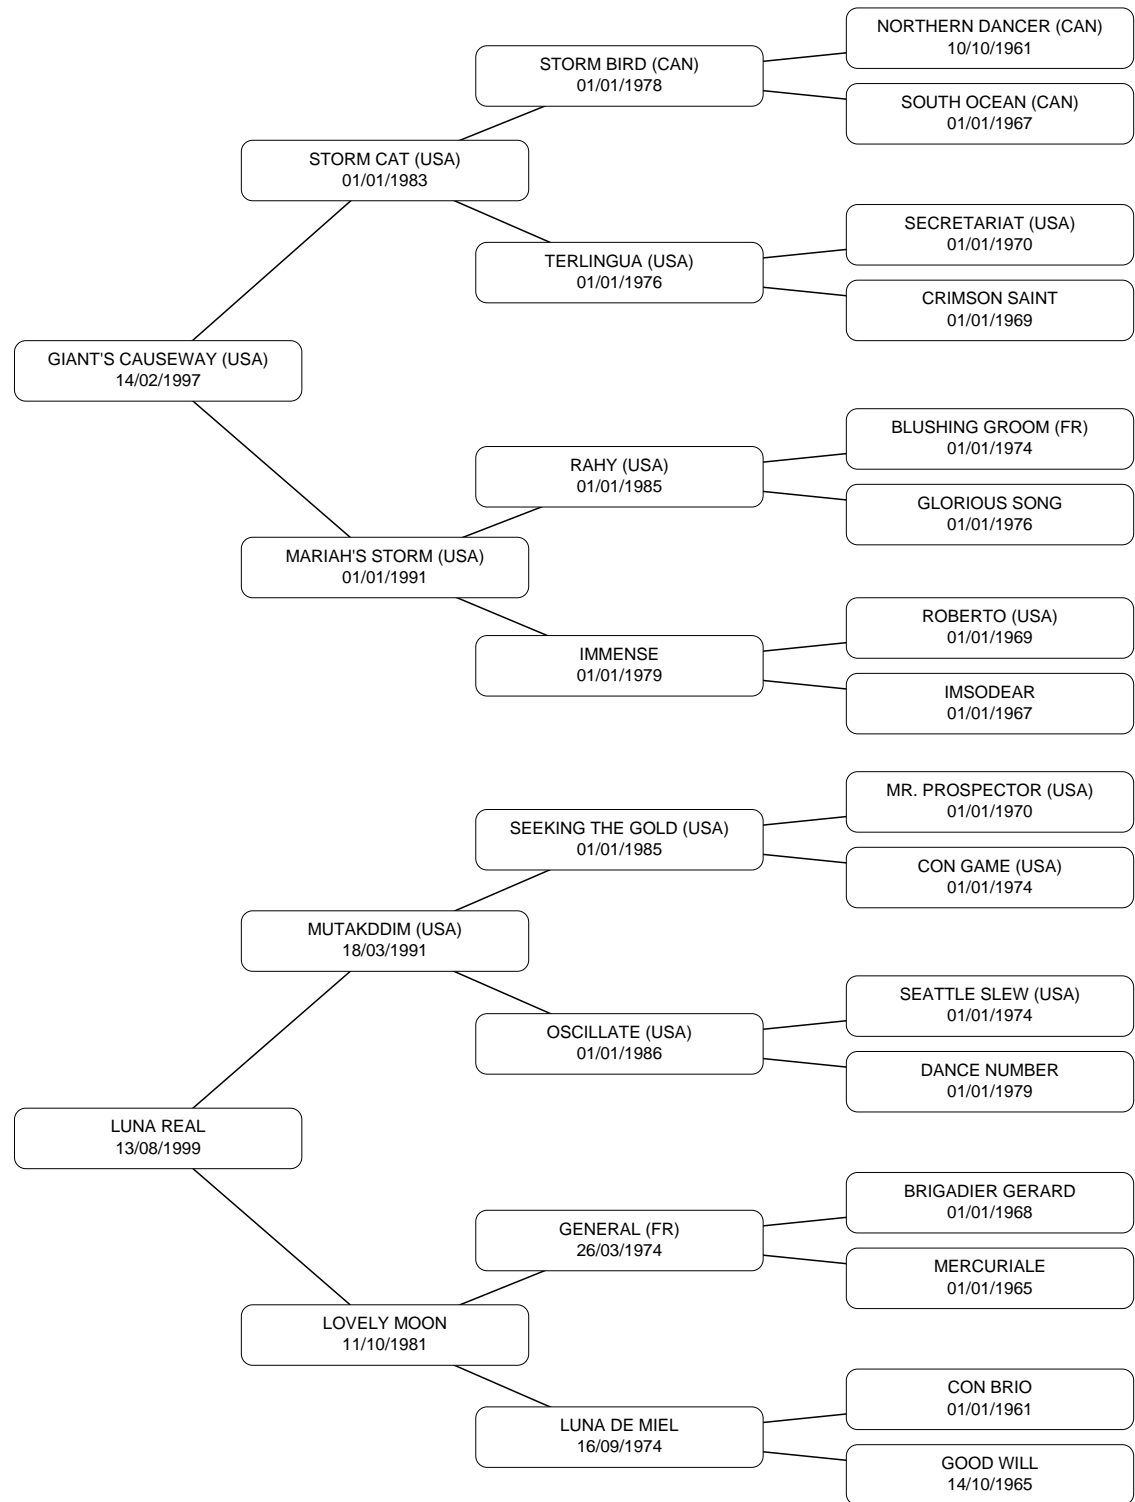 NORTHERN DANCER (CAN)
10/10/1961
STORM BIRD (CAN)
01/01/1978
SOUTH OCEAN (CAN)
01/01/1967
STORM CAT (USA)
01/01/1983
SECRETARIAT (USA)
01/01/1970
TERLINGUA (USA)
01/01/1976
CRIMSON SAINT
01/01/1969
GIANT'S CAUSEWAY (USA)
14/02/1997
BLUSHING GROOM (FR)
01/01/1974
RAHY (USA)
01/01/1985
GLORIOUS SONG
01/01/1976
MARIAH'S STORM (USA)
01/01/1991
ROBERTO (USA)
01/01/1969
IMMENSE
01/01/1979
IMSODEAR
01/01/1967
MR. PROSPECTOR (USA)
01/01/1970
SEEKING THE GOLD (USA)
01/01/1985
CON GAME (USA)
01/01/1974
MUTAKDDIM (USA)
18/03/1991
SEATTLE SLEW (USA)
01/01/1974
OSCILLATE (USA)
01/01/1986
DANCE NUMBER
01/01/1979
LUNA REAL
13/08/1999
BRIGADIER GERARD
01/01/1968
GENERAL (FR)
26/03/1974
MERCURIALE
01/01/1965
LOVELY MOON
11/10/1981
CON BRIO
01/01/1961
LUNA DE MIEL
16/09/1974
GOOD WILL
14/10/1965